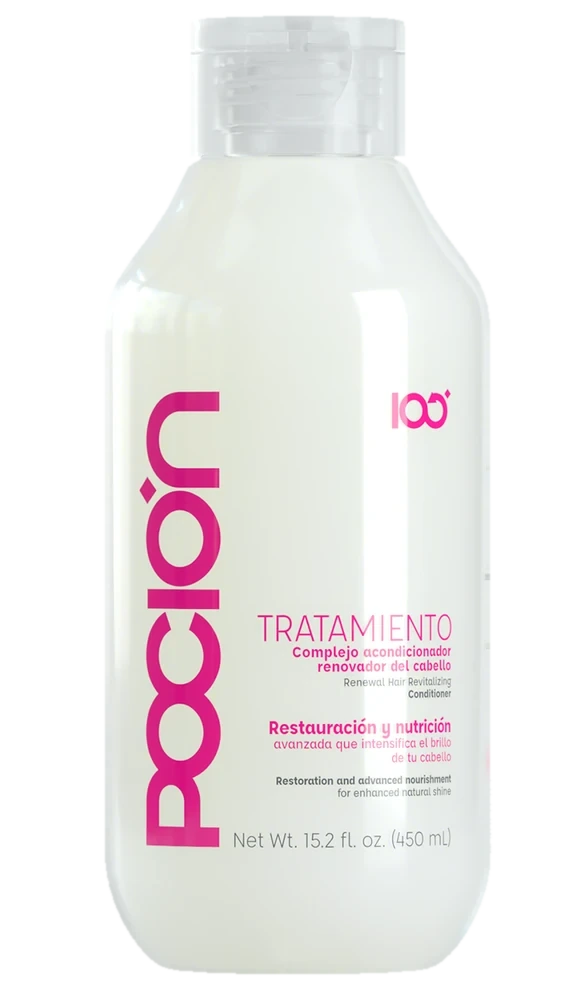 Poción
100
TRATAMIENTO
Complejo acondicionador
renovador del cabello
Renewal Hair Revitalizing
Conditioner
Restauración y nutrición
avanzada que intensifica el brillo
de tu cabello
Restoration and advanced nourishment
for enhanced natural shine
Net Wt. 15.2 fl. oz. (450 mL)